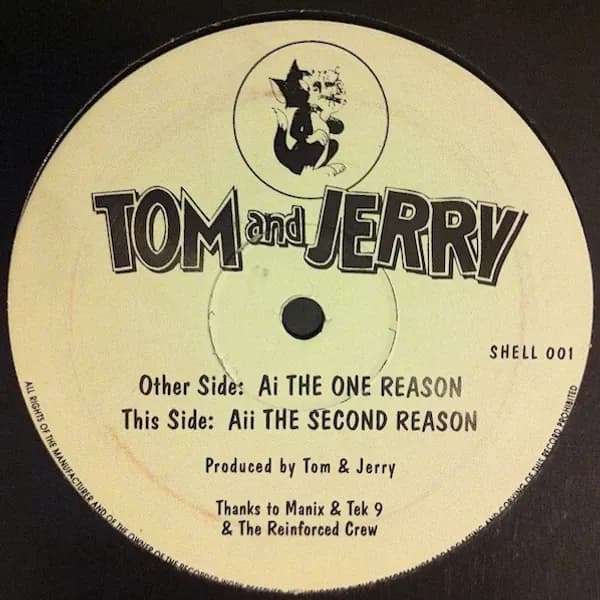 TOM and JERRY
SHELL 001
Other Side: Ai THE ONE REASON
This Side: Aii THE SECOND REASON
Produced by Tom & Jerry
Thanks to Manix & Tek 9
& The Reinforced Crew
ALL RIGHTS OF THE MANUFACTURER AND OF THE OWNER OF THE RECORDED WORK RESERVED
COPYING OF THIS RECORD PROHIBITED